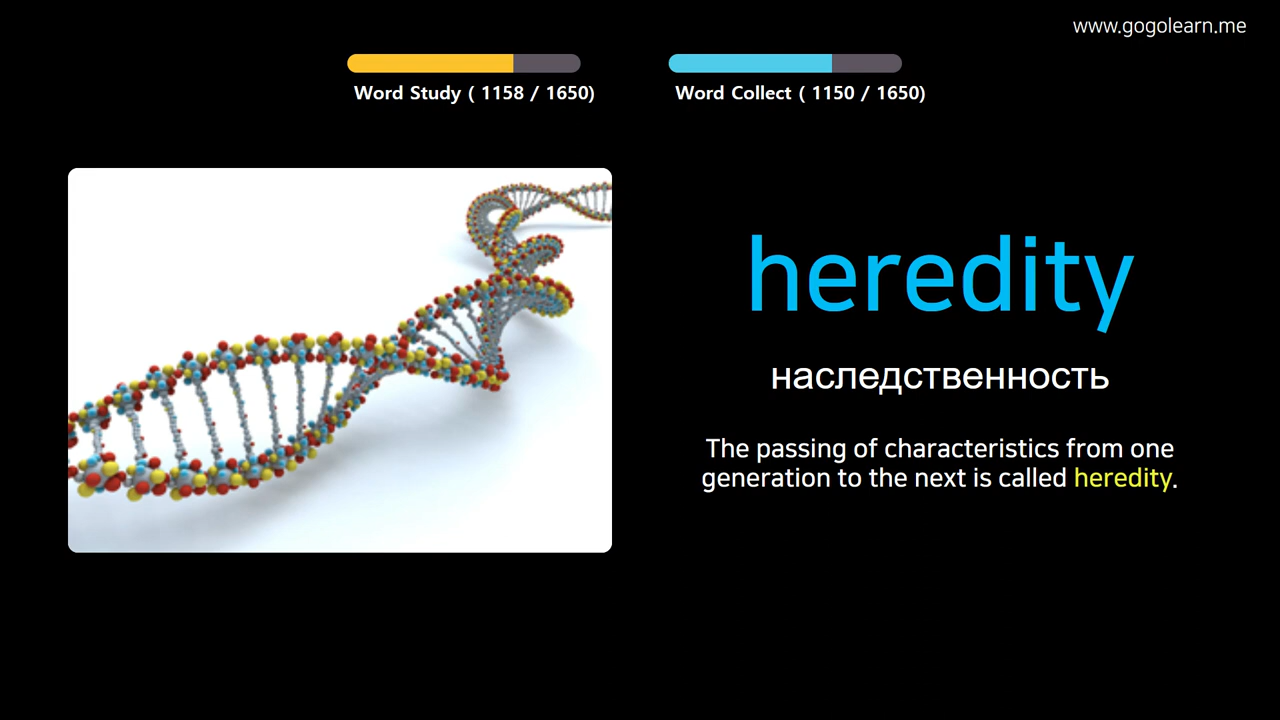 www.gogolearn.me
Word Study ( 1158 / 1650)
Word Collect ( 1150 / 1650)
heredity
наследственность
The passing of characteristics from one
generation to the next is called heredity.